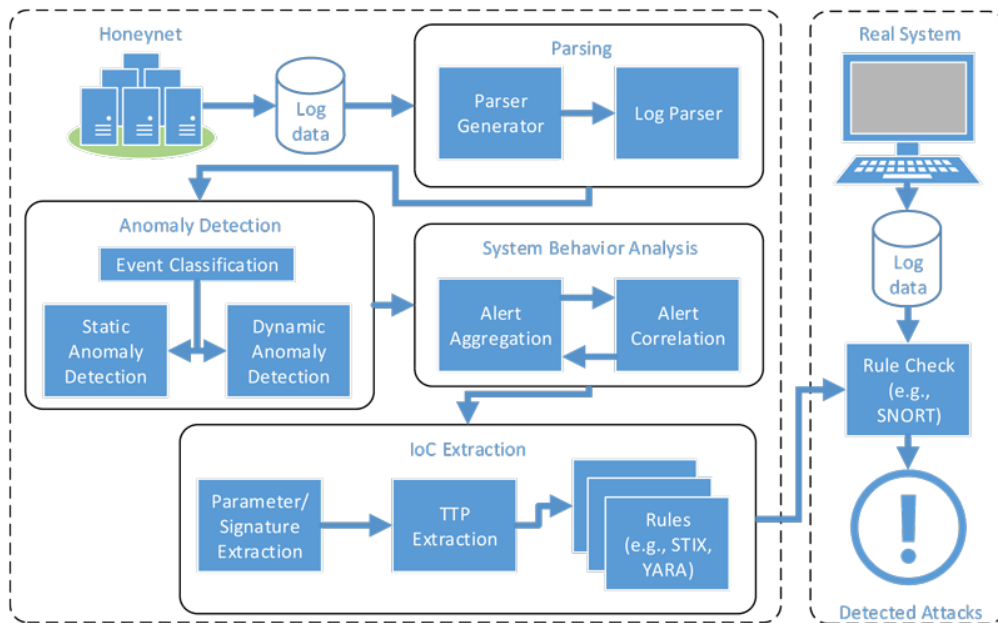 Honeynet
Log
data
Parsing
Parser
Generator
Log Parser
Real System
Log
data
Anomaly Detection
Event Classification
Static
Anomaly
Detection
Dynamic
Anomaly
Detection
System Behavior Analysis
Alert
Aggregation
Alert
Correlation
Rule Check
(e.g.,
SNORT)
IoC Extraction
Parameter/
Signature
Extraction
TTP
Extraction
Rules
(e.g., STIX,
YARA)
Detected Attacks